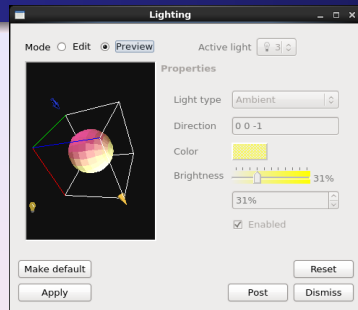 Lighting
Mode Edit Preview Active light 3
Properties
Light type Ambient
Direction 0 0 -1
Color
Brightness 31%
31%
Enabled
Make default Reset
Apply Post Dismiss